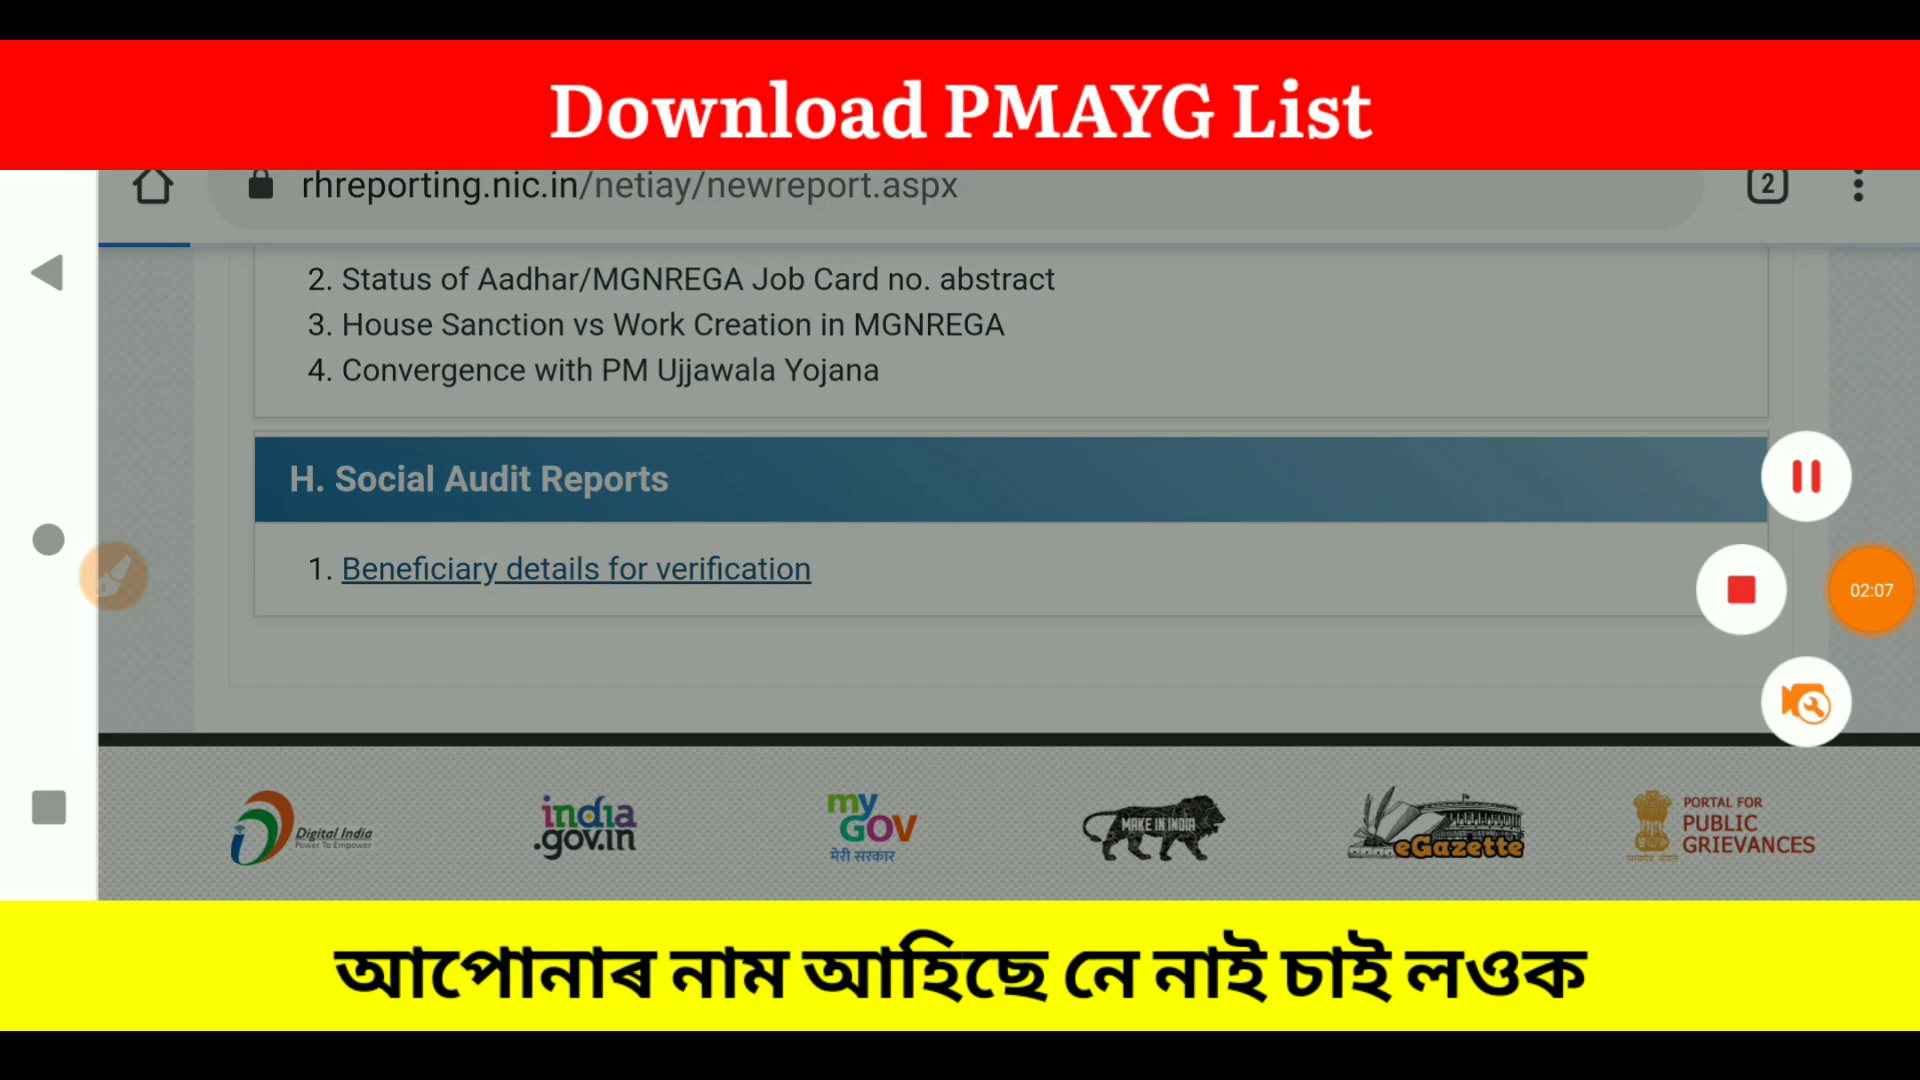 Download PMAYG List
rhreporting.nic.in/netiay/newreport.aspx
2
2. Status of Aadhar/MGNREGA Job Card no. abstract
3. House Sanction vs Work Creation in MGNREGA
4. Convergence with PM Ujjawala Yojana
H. Social Audit Reports
1. Beneficiary details for verification
02:07
Digital India
Power To Empower
india
.gov.in
my
GOV
मेरी सरकार
MAKE IN INDIA
eGazette
सत्यमेव जयते
PORTAL FOR
PUBLIC
GRIEVANCES
আপোনাৰ নাম আহিছে নে নাই চাই লওক